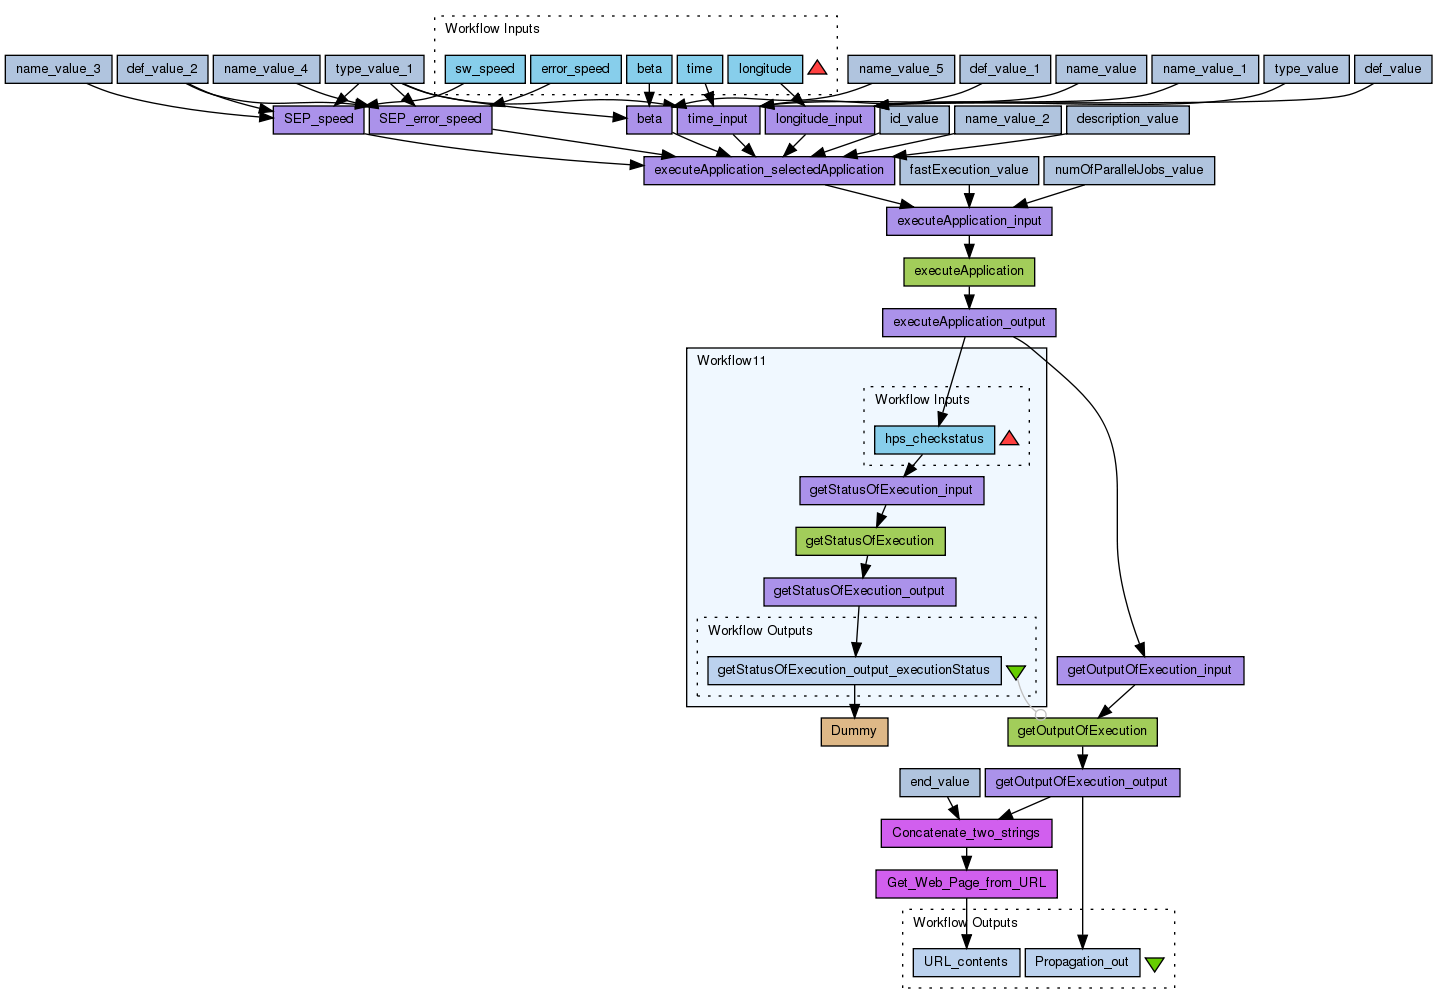 Workflow Inputs
name_value_3
def_value_2
name_value_4
type_value_1
sw_speed
error_speed
beta
time
longitude
name_value_5
def_value_1
name_value
name_value_1
type_value
def_value
SEP_speed
SEP_error_speed
beta
time_input
longitude_input
id_value
name_value_2
description_value
executeApplication_selectedApplication
fastExecution_value
numOfParallelJobs_value
executeApplication_input
executeApplication
executeApplication_output
Workflow11
Workflow Inputs
hps_checkstatus
getStatusOfExecution_input
getStatusOfExecution
getStatusOfExecution_output
Workflow Outputs
getStatusOfExecution_output_executionStatus
getOutputOfExecution_input
Dummy
getOutputOfExecution
end_value
getOutputOfExecution_output
Concatenate_two_strings
Get_Web_Page_from_URL
Workflow Outputs
URL_contents
Propagation_out